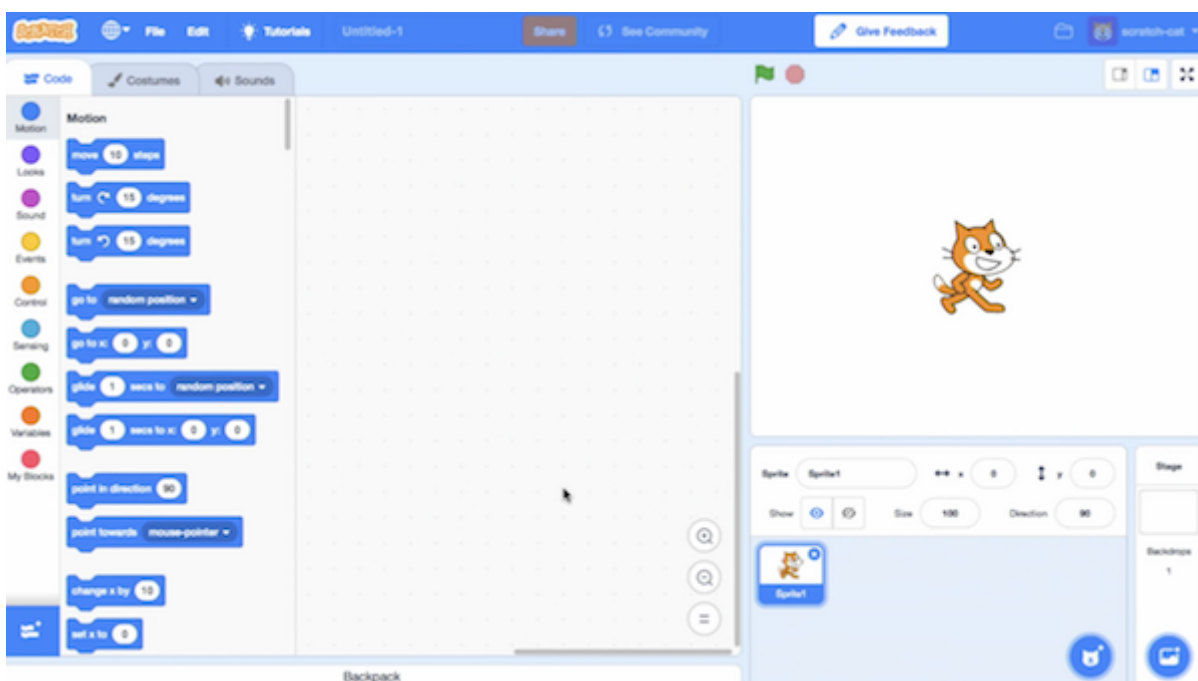 SCRATCH File Edit Tutorials Untitled-1 Share See Community Give Feedback scratch-cat
Code Costumes Sounds
Motion
Looks
Sound
Events
Control
Sensing
Operators
Variables
My Blocks
Motion
move 10 steps
turn 15 degrees
turn 15 degrees
go to random position
go to x: 0 y: 0
glide 1 secs to random position
glide 1 secs to x: 0 y: 0
point in direction 90
point towards mouse-pointer
change x by 10
set x to 0
Backpack
Sprite Sprite1 x 0 y 0
Show Size 100 Direction 90
Sprite1
Stage
Backdrops
1